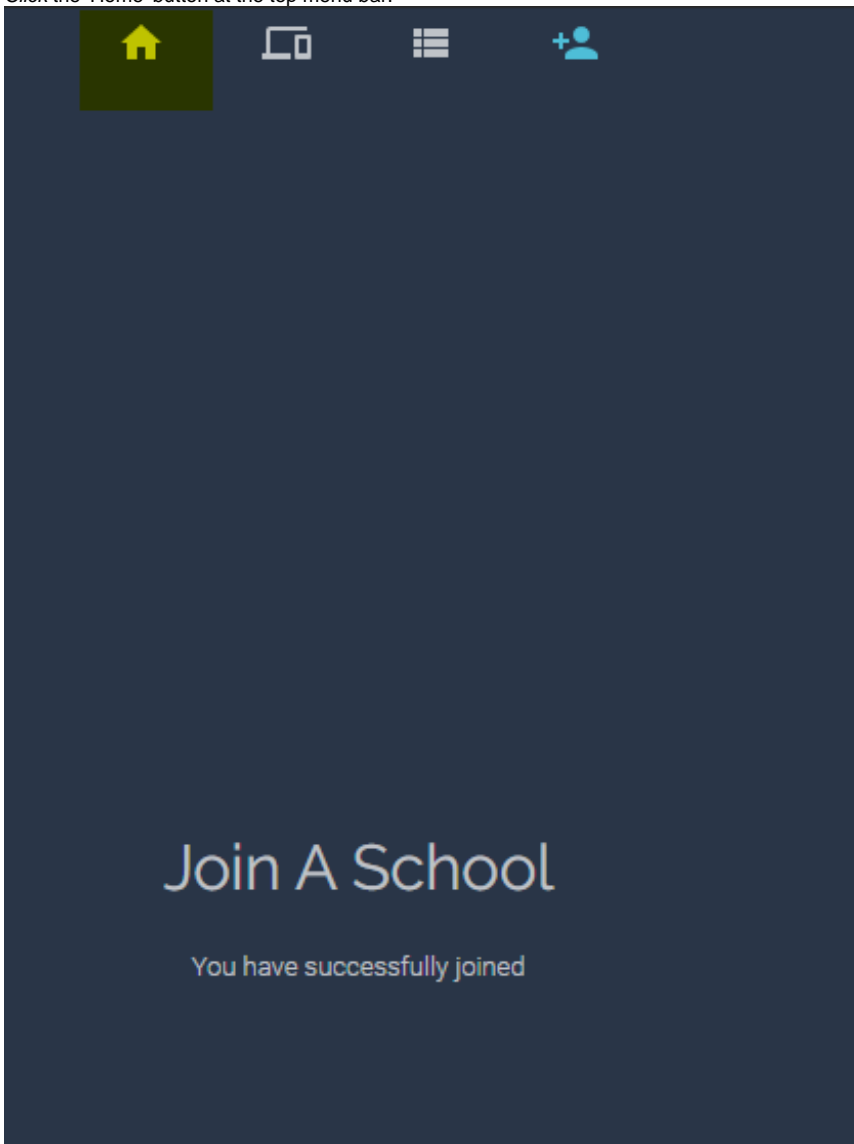 Click the 'Home' button at the top menu bar.
Join A School
You have successfully joined